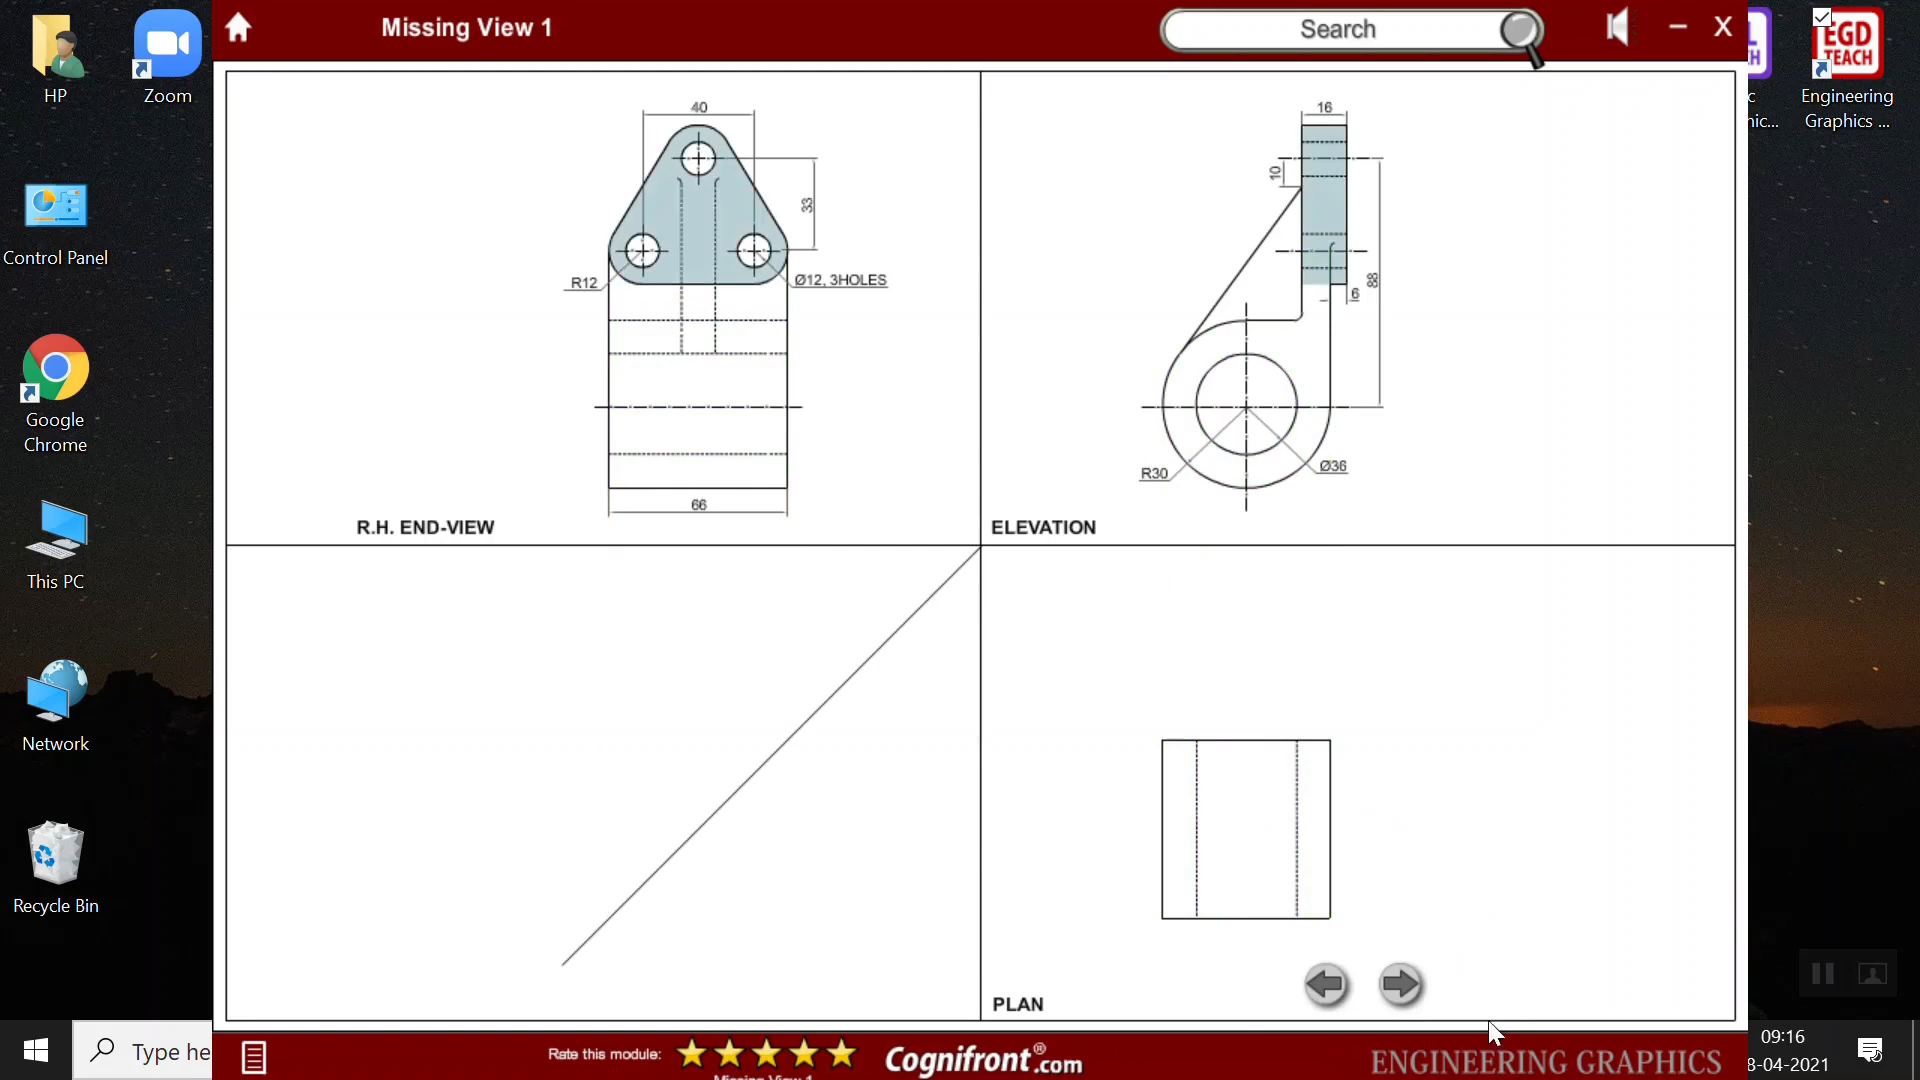 HP
Zoom
Control Panel
Google
Chrome
This PC
Network
Recycle Bin
Missing View 1
Search
X
EGD
TEACH
Engineering
Graphics ...
40
33
R12
Ø12, 3HOLES
66
R.H. END-VIEW
16
10
88
6
R30
Ø36
ELEVATION
PLAN
Type he
Rate this module:
Cognifront®.com
ENGINEERING GRAPHICS
09:16
8-04-2021